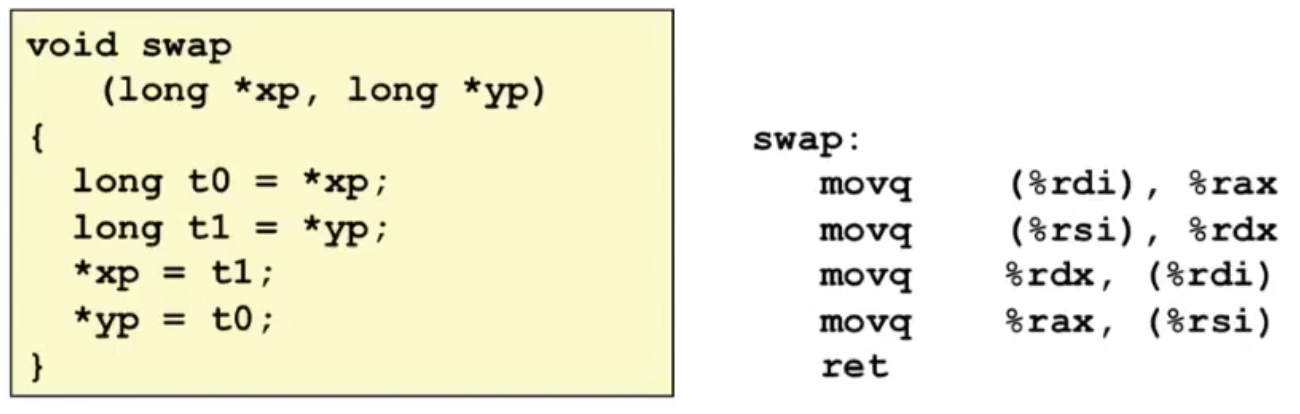 void swap
(long *xp, long *yp)
{
long t0 = *xp;
long t1 = *yp;
*xp = t1;
*yp = t0;
}
swap:
movq (%rdi), %rax
movq (%rsi), %rdx
movq %rdx, (%rdi)
movq %rax, (%rsi)
ret